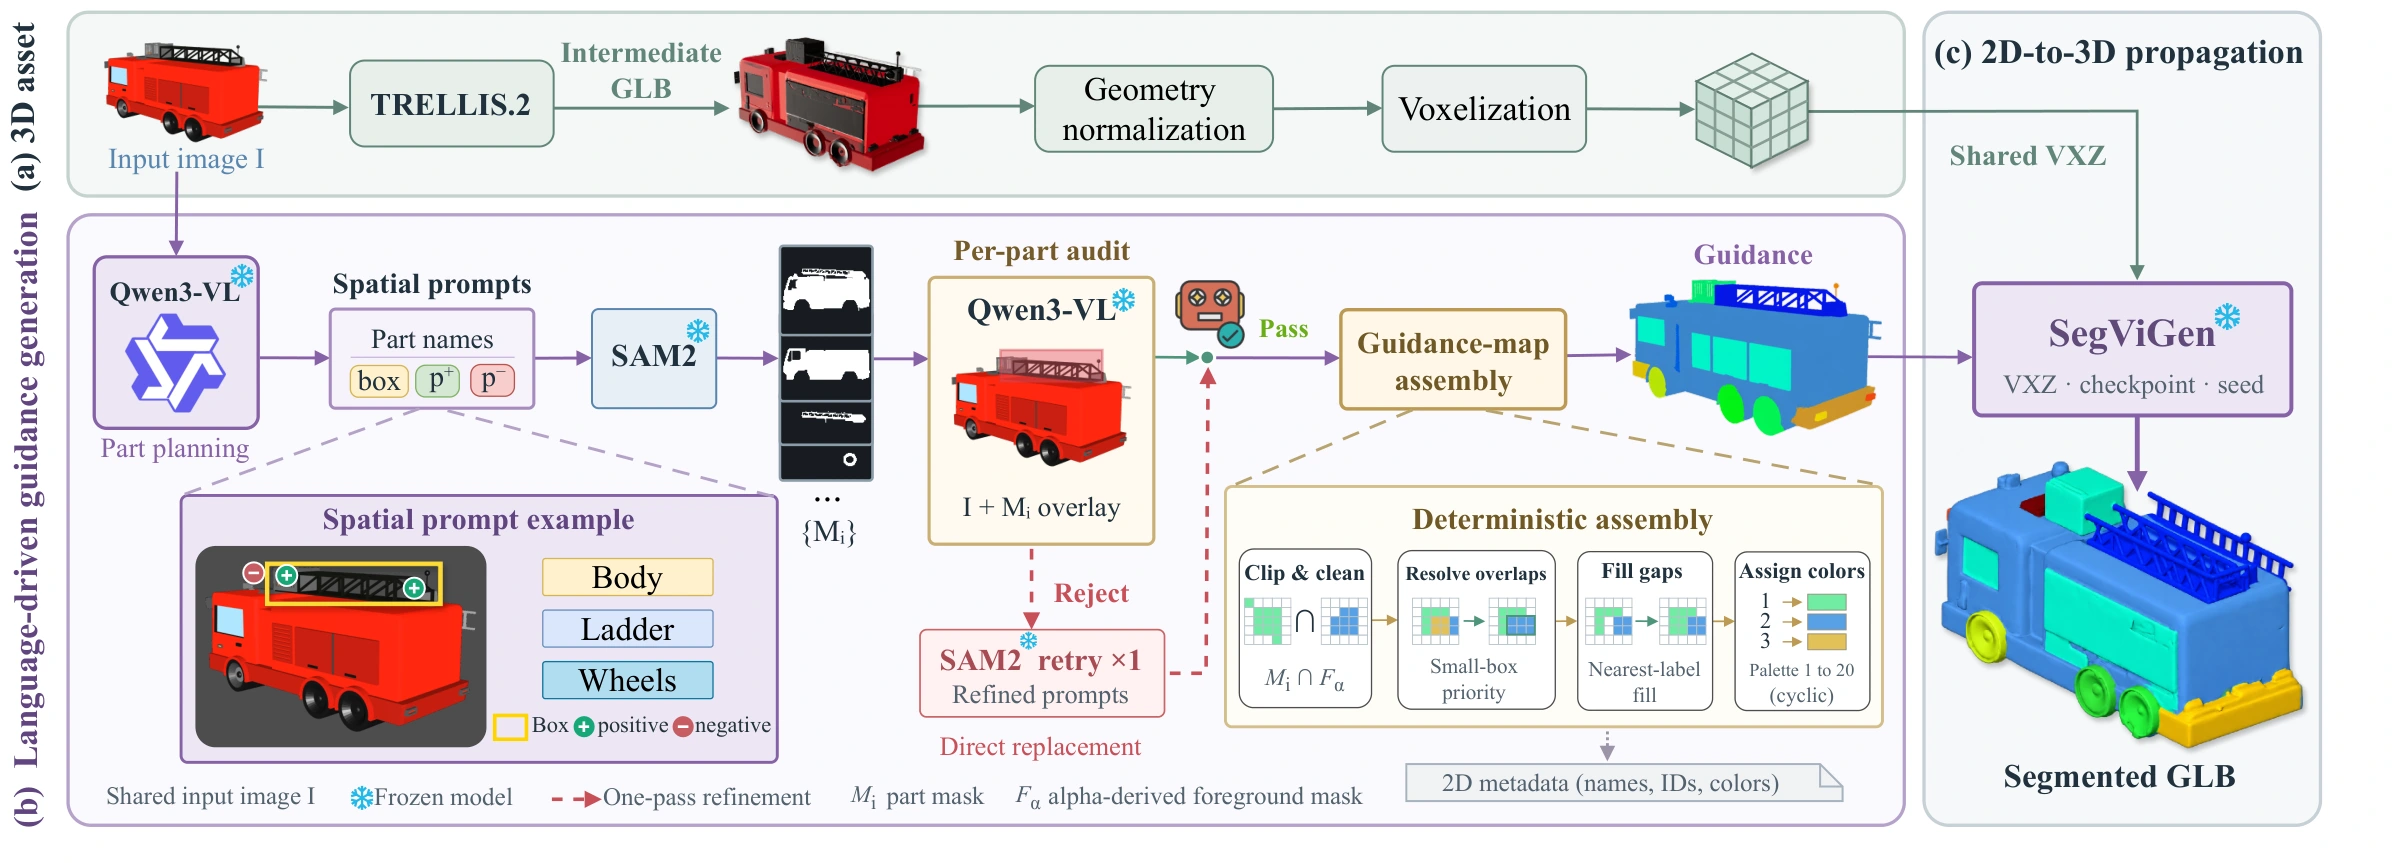 (a) 3D asset
Input image I
TRELLIS.2
Intermediate
GLB
Geometry
normalization
Voxelization
(c) 2D-to-3D propagation
Shared VXZ
(b) Language-driven guidance generation
Qwen3-VL
Part planning
Spatial prompts
Part names
box p⁺ p⁻
SAM2
...
{Mᵢ}
Per-part audit
Qwen3-VL
I + Mᵢ overlay
Pass
Reject
SAM2 retry ×1
Refined prompts
Direct replacement
Guidance-map
assembly
Guidance
SegViGen
VXZ · checkpoint · seed
Segmented GLB
Spatial prompt example
Body
Ladder
Wheels
Box + positive − negative
Deterministic assembly
Clip & clean
∩
Mᵢ ∩ Fα
Resolve overlaps
Small-box
priority
Fill gaps
Nearest-label
fill
Assign colors
1
2
3
Palette 1 to 20
(cyclic)
2D metadata (names, IDs, colors)
Shared input image I
Frozen model
One-pass refinement
Mᵢ part mask
Fα alpha-derived foreground mask